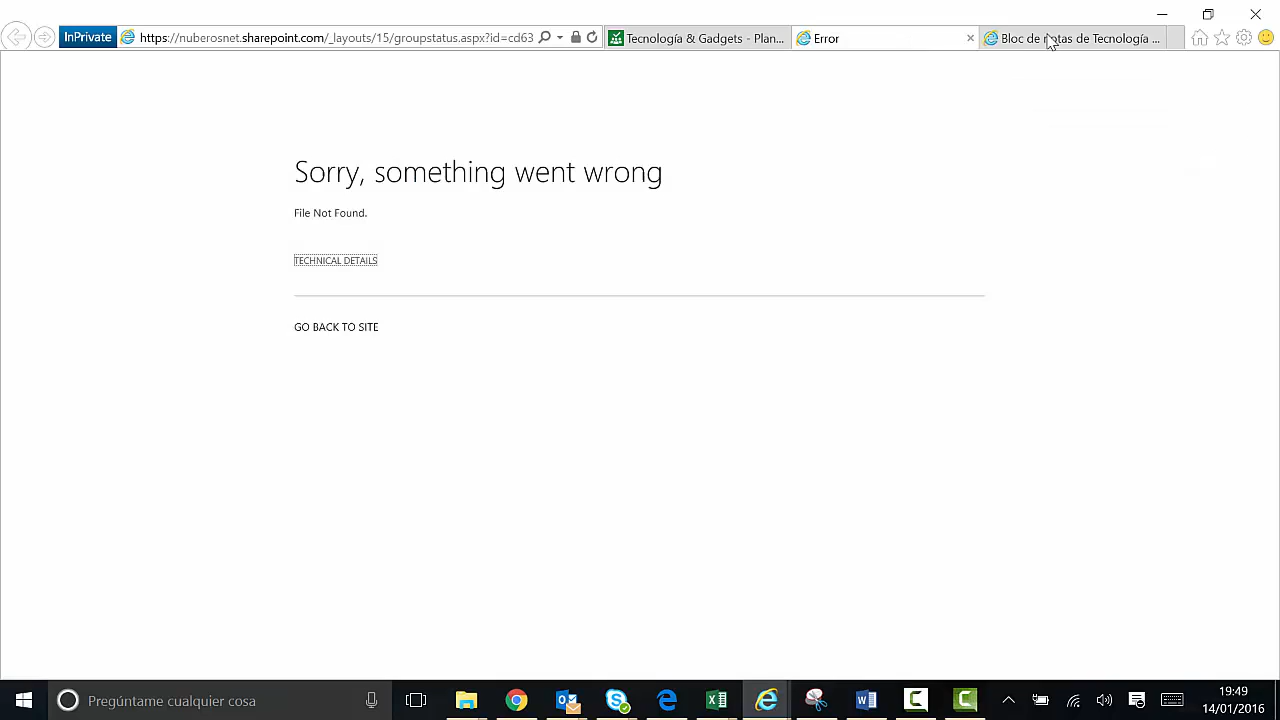 InPrivate
https://nuberosnet.sharepoint.com/_layouts/15/groupstatus.aspx?id=cd63
Tecnología & Gadgets - Plan...
Error
Bloc de notas de Tecnología ...
Sorry, something went wrong
File Not Found.
TECHNICAL DETAILS
GO BACK TO SITE
Pregúntame cualquier cosa
19:49
14/01/2016